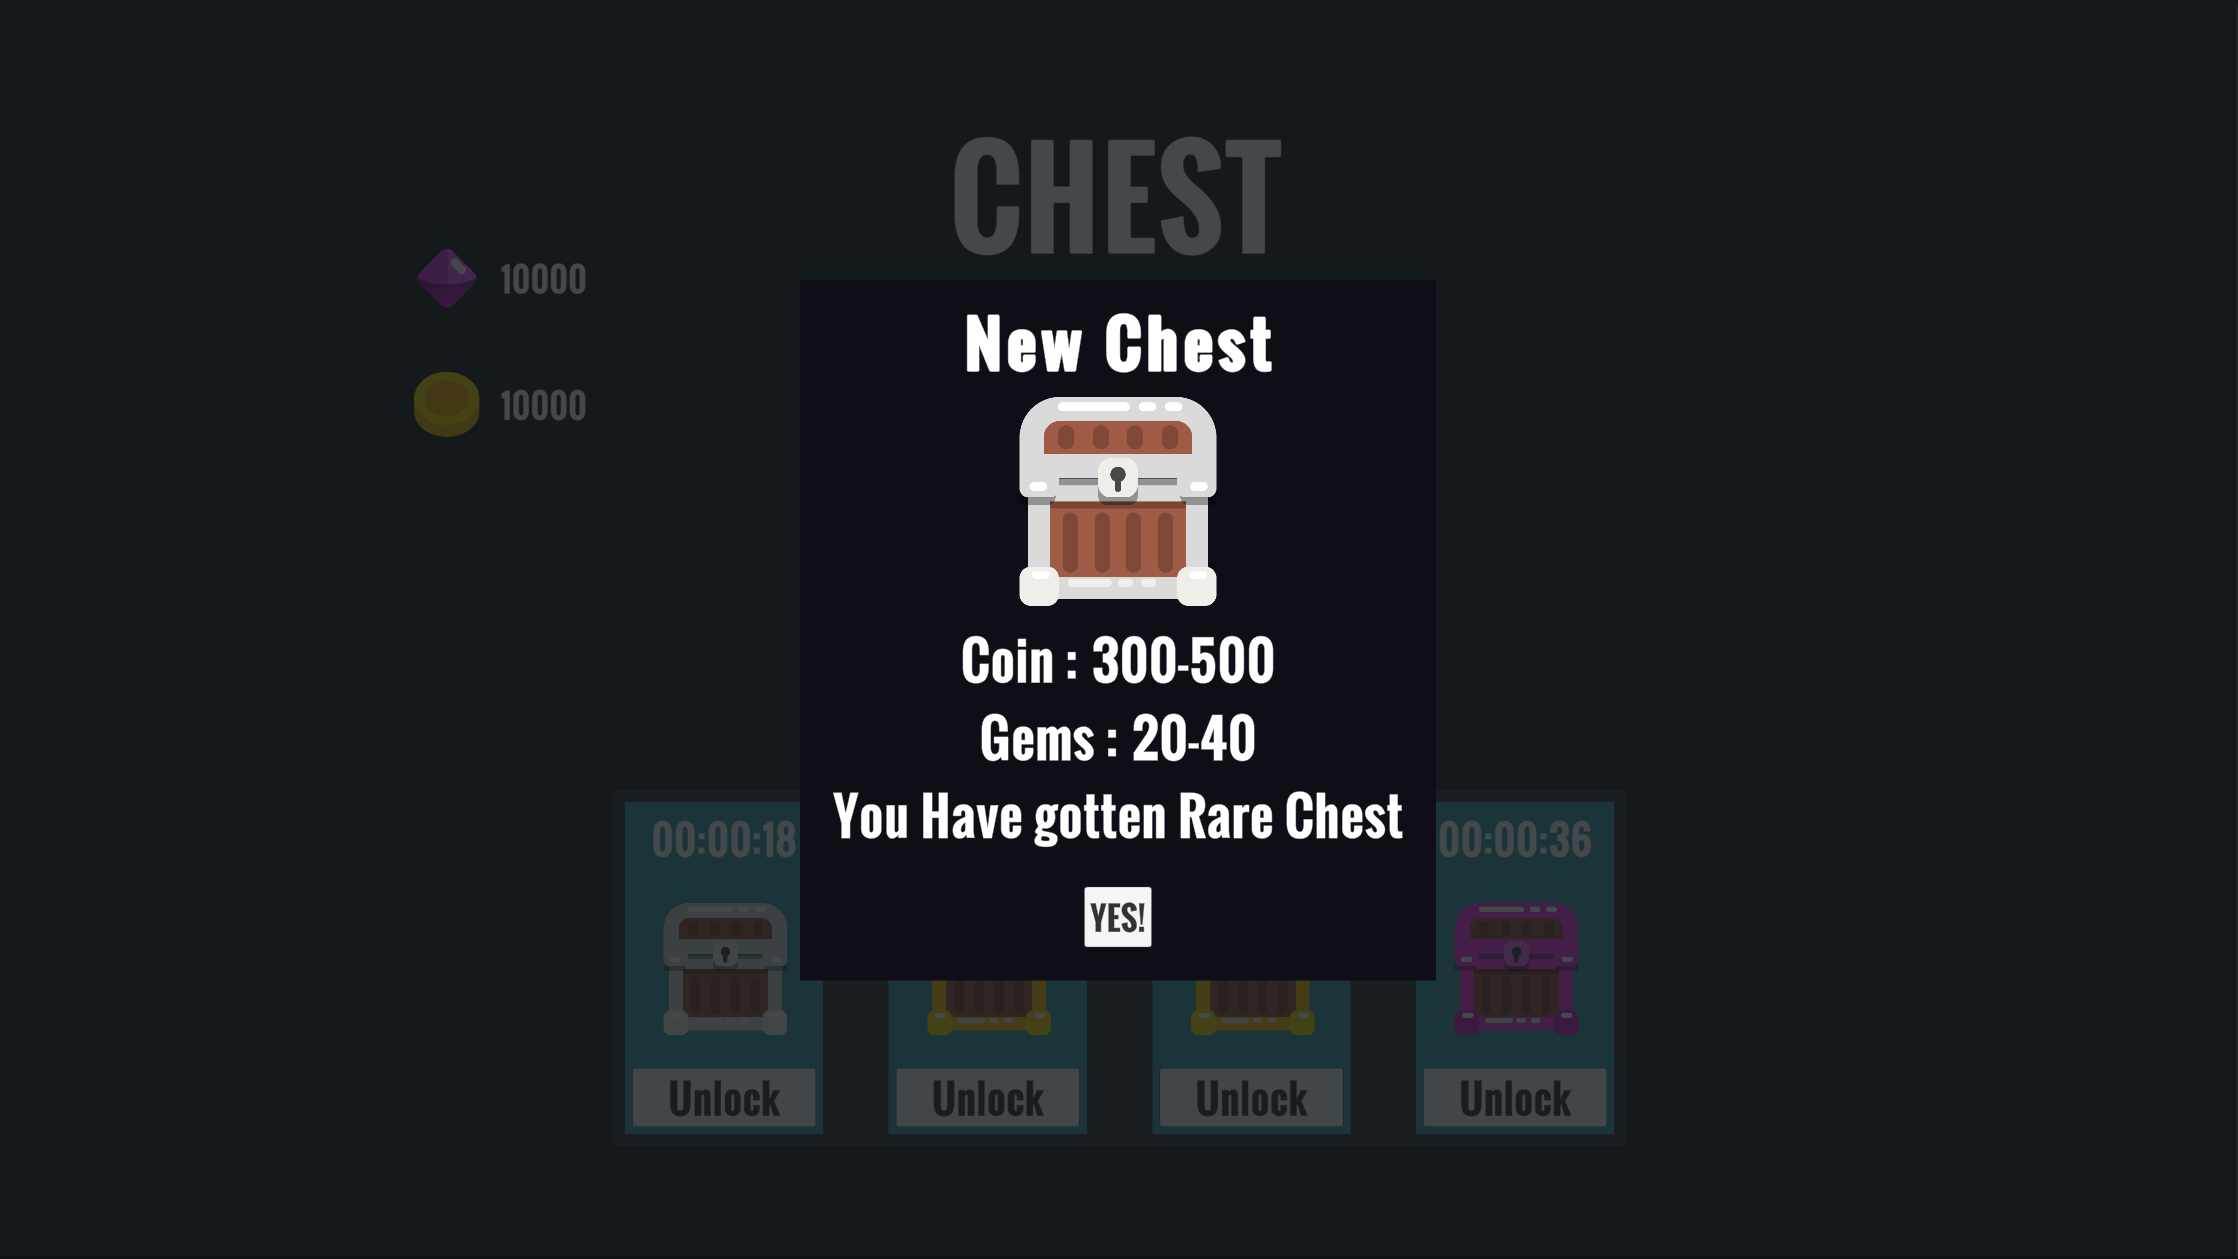 CHEST
10000
10000
New Chest
Coin : 300-500
Gems : 20-40
You Have gotten Rare Chest
YES!
00:00:18
00:00:36
Unlock
Unlock
Unlock
Unlock